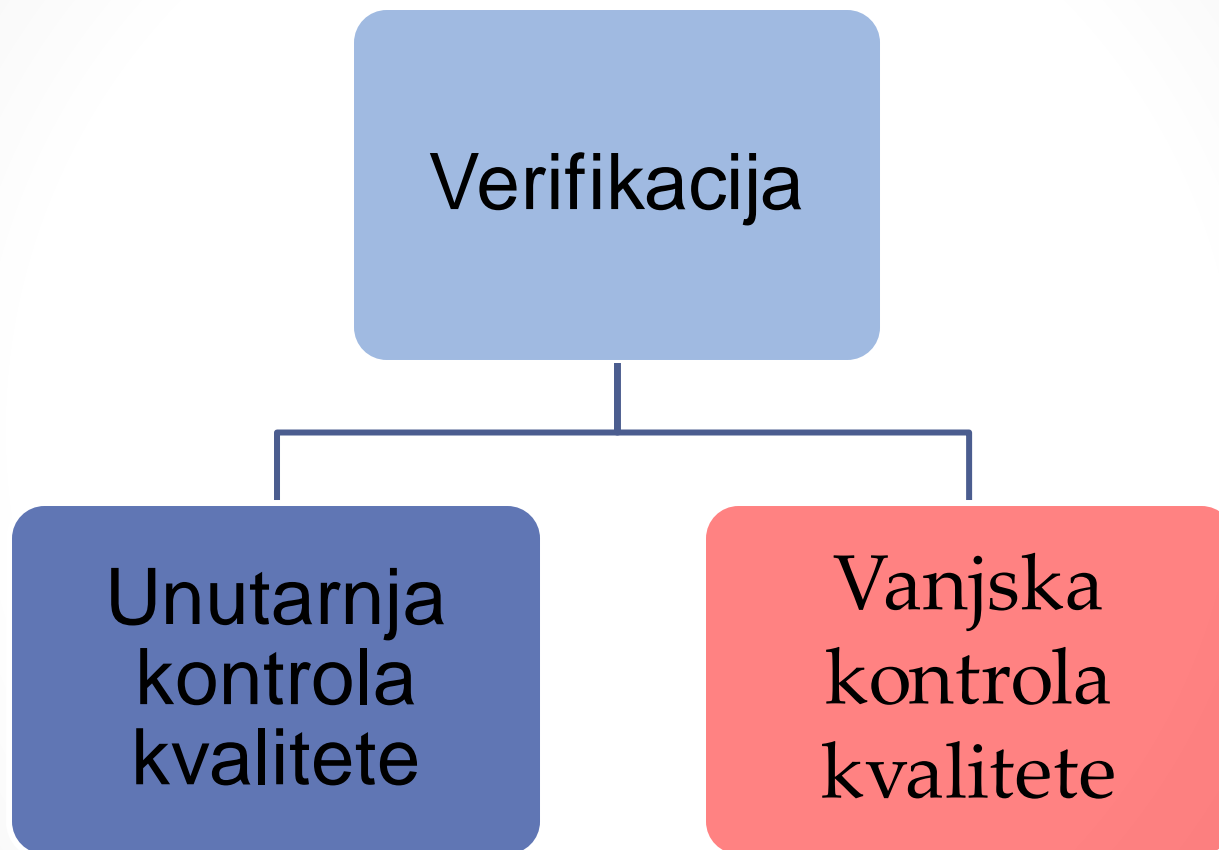 Verifikacija
Unutarnja
kontrola
kvalitete
Vanjska
kontrola
kvalitete